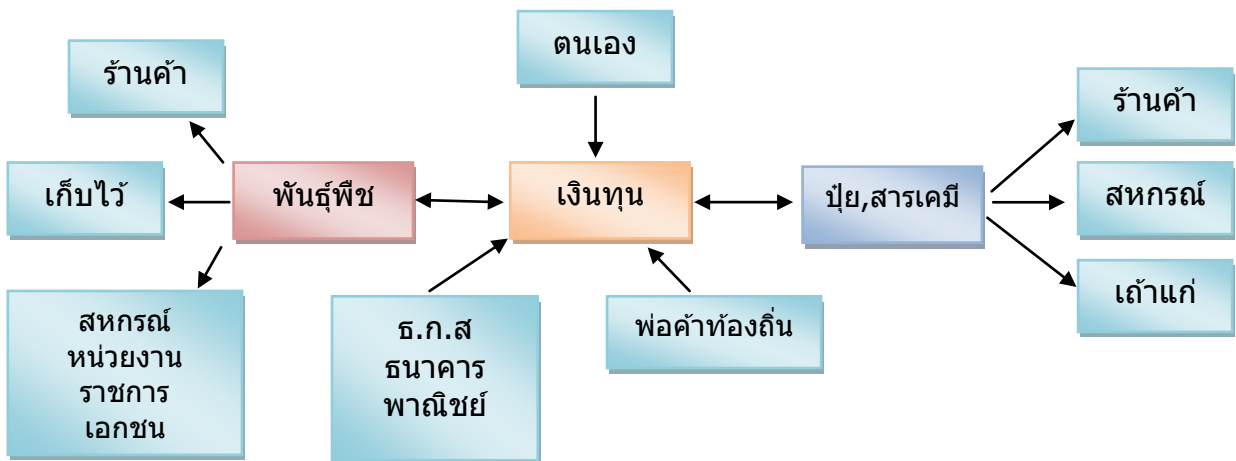 ตนเอง
ร้านค้า
ร้านค้า
เก็บไว้
พันธุ์พืช
เงินทุน
ปุ๋ย,สารเคมี
สหกรณ์
เถ้าแก่
สหกรณ์
หน่วยงาน
ราชการ
เอกชน
ธ.ก.ส
ธนาคาร
พาณิชย์
พ่อค้าท้องถิ่น